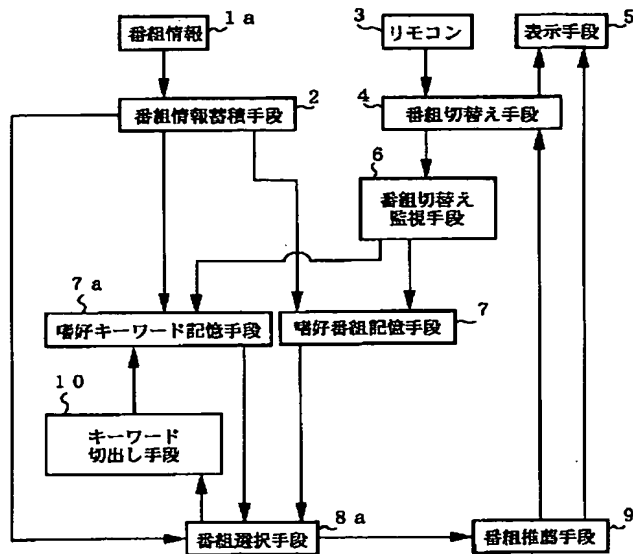 1a
番組情報
3
リモコン
表示手段
5
2
番組情報蓄積手段
4
番組切替え手段
6
番組切替え
監視手段
7a
嗜好キーワード記憶手段
嗜好番組記憶手段
7
10
キーワード
切出し手段
番組選択手段
8a
番組推薦手段
9